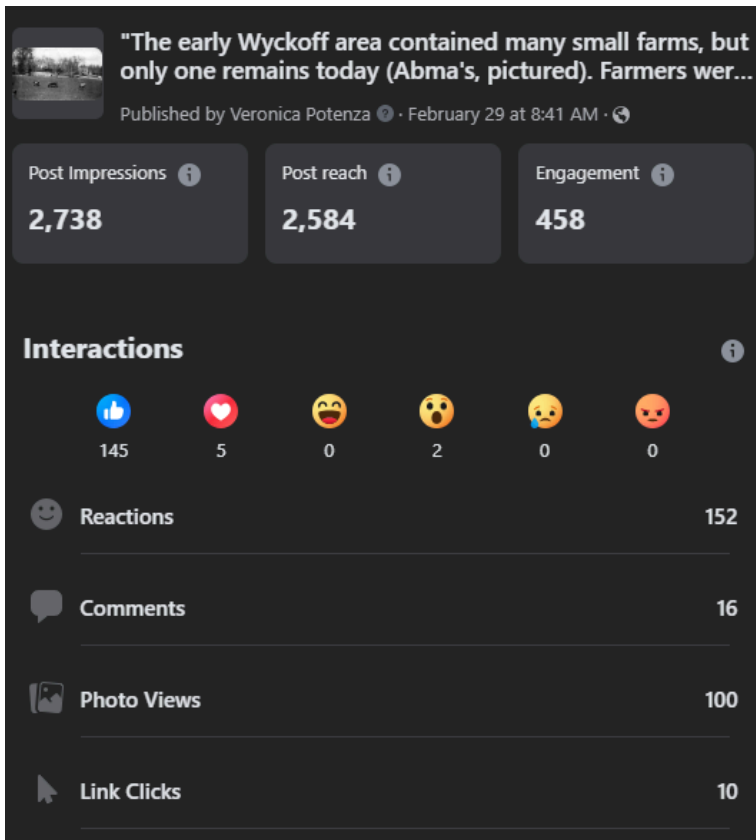 "The early Wyckoff area contained many small farms, but
only one remains today (Abma's, pictured). Farmers wer...
Published by Veronica Potenza · February 29 at 8:41 AM ·
Post Impressions
Post reach
Engagement
2,738
2,584
458
Interactions
145 5 0 2 0 0
Reactions 152
Comments 16
Photo Views 100
Link Clicks 10